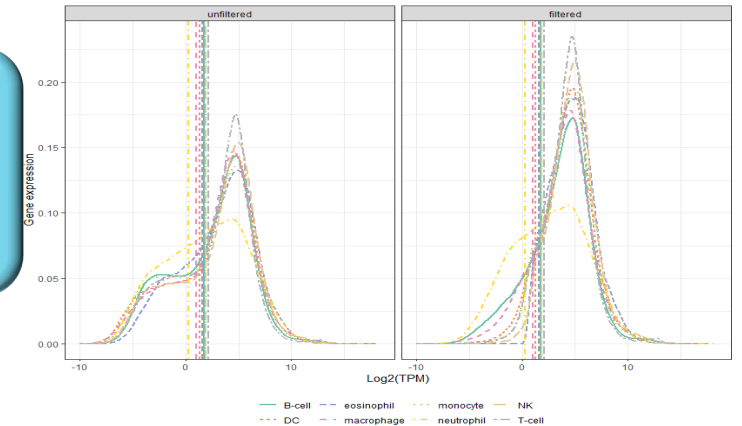 unfiltered filtered
0.20
0.15
0.10
0.05
0.00
Gene expression
-10 0 10 -10 0 10
Log2(TPM)
B-cell eosinophil monocyte NK
DC macrophage neutrophil T-cell